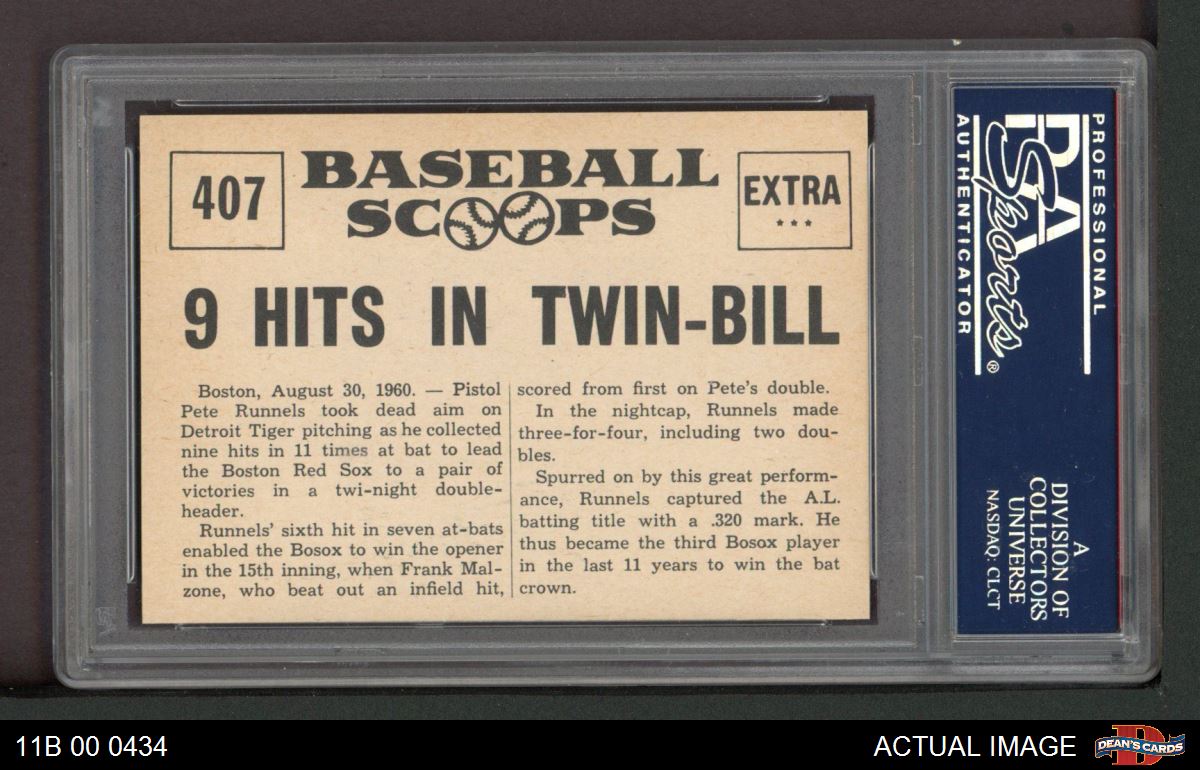 407
BASEBALL
SCOOPS
EXTRA
***
9 HITS IN TWIN-BILL
Boston, August 30, 1960. — Pistol
Pete Runnels took dead aim on
Detroit Tiger pitching as he collected
nine hits in 11 times at bat to lead
the Boston Red Sox to a pair of
victories in a twi-night double-
header.
Runnels' sixth hit in seven at-bats
enabled the Bosox to win the opener
in the 15th inning, when Frank Mal-
zone, who beat out an infield hit,
scored from first on Pete's double.
In the nightcap, Runnels made
three-for-four, including two dou-
bles.
Spurred on by this great perform-
ance, Runnels captured the A.L.
batting title with a .320 mark. He
thus became the third Bosox player
in the last 11 years to win the bat
crown.
PROFESSIONAL
PSA
Sports®
AUTHENTICATOR
A
DIVISION OF
COLLECTORS
UNIVERSE
NASDAQ: CLCT
11B 00 0434
ACTUAL IMAGE
D
DEAN'S CARDS